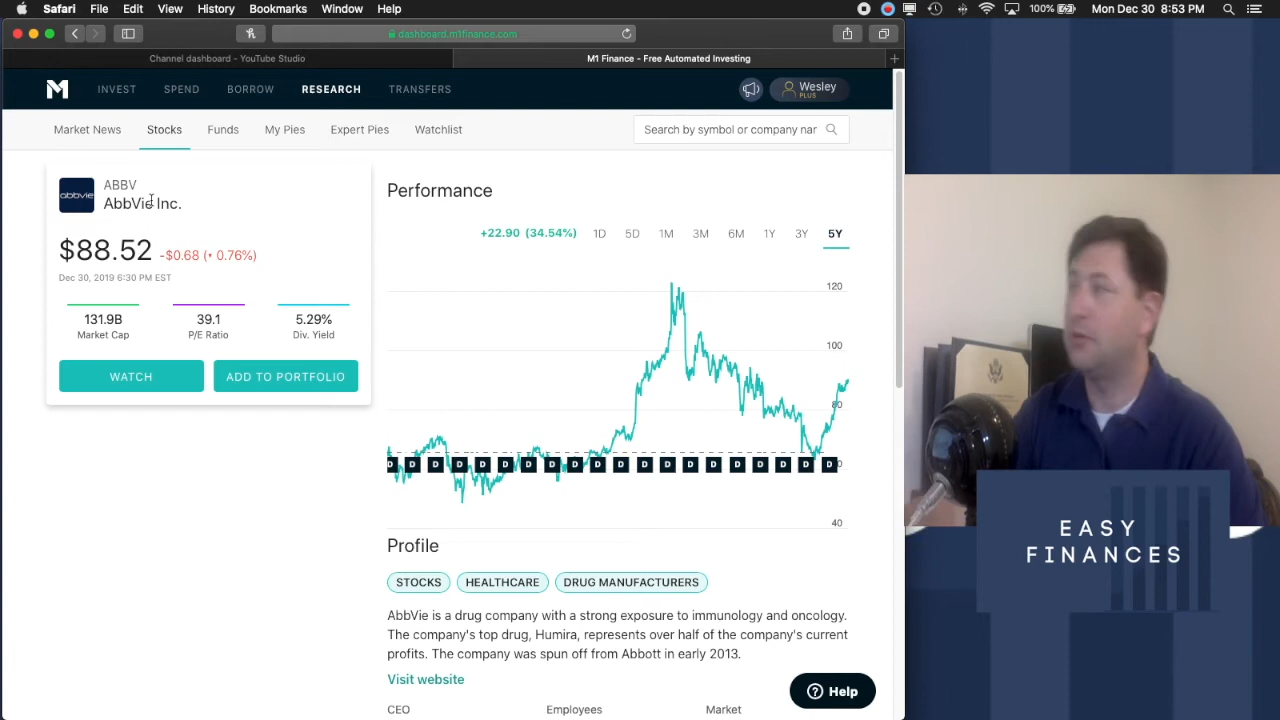 Safari File Edit View History Bookmarks Window Help 100% Mon Dec 30 8:53 PM
dashboard.m1finance.com
Channel dashboard - YouTube Studio M1 Finance - Free Automated Investing
M INVEST SPEND BORROW RESEARCH TRANSFERS Wesley
PLUS
Market News Stocks Funds My Pies Expert Pies Watchlist Search by symbol or company nar
abbvie ABBV
AbbVie Inc.
$88.52 -$0.68 (▾ 0.76%)
Dec 30, 2019 6:30 PM EST
131.9B 39.1 5.29%
Market Cap P/E Ratio Div. Yield
WATCH ADD TO PORTFOLIO
Performance
+22.90 (34.54%) 1D 5D 1M 3M 6M 1Y 3Y 5Y
120
100
80
D D D D D D D D D D D D D D D D D D D D 0
40
Profile
STOCKS HEALTHCARE DRUG MANUFACTURERS
AbbVie is a drug company with a strong exposure to immunology and oncology.
The company's top drug, Humira, represents over half of the company's current
profits. The company was spun off from Abbott in early 2013.
Visit website
CEO Employees Market
? Help
EASY
FINANCES